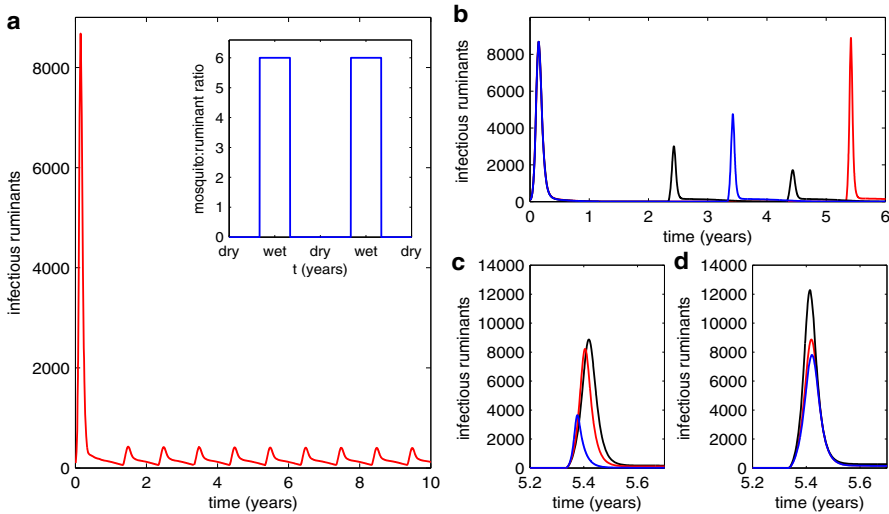 a
infectious ruminants
8000
6000
4000
2000
0
0 2 4 6 8 10
time (years)
mosquito:ruminant ratio
6
5
4
3
2
1
0
dry wet dry wet dry
t (years)
b
infectious ruminants
10000
8000
6000
4000
2000
0
0 1 2 3 4 5 6
time (years)
c
infectious ruminants
14000
12000
10000
8000
6000
4000
2000
0
5.2 5.4 5.6
time (years)
d
infectious ruminants
14000
12000
10000
8000
6000
4000
2000
0
5.2 5.4 5.6
time (years)